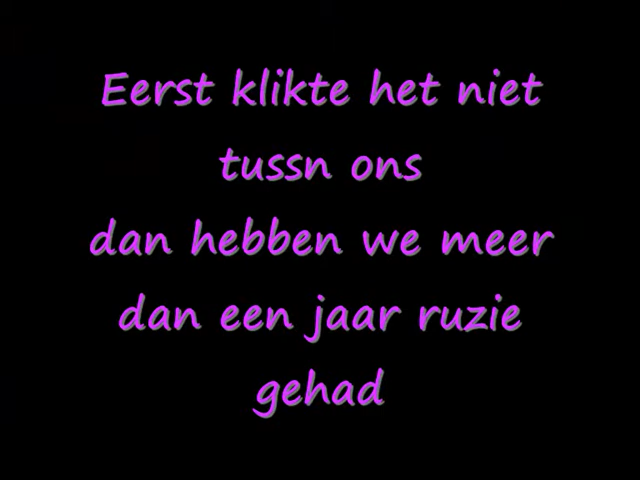 Eerst klikte het niet
tussn ons
dan hebben we meer
dan een jaar ruzie
gehad